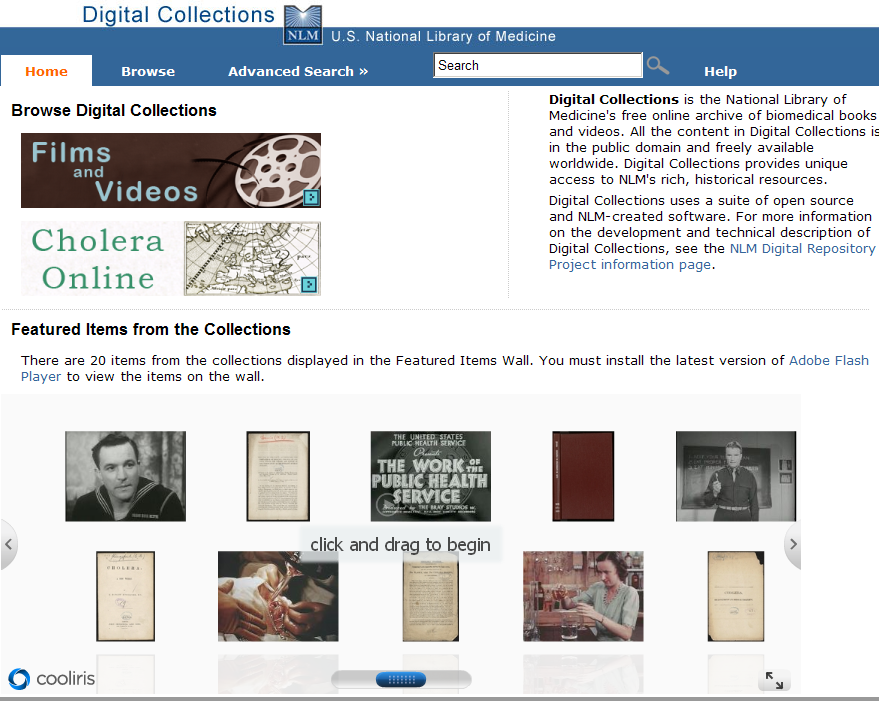 Digital Collections
NLM
U.S. National Library of Medicine
Home
Browse
Advanced Search »
Search
Help
Browse Digital Collections
Films
and
Videos
Cholera
Online
Digital Collections is the National Library of
Medicine's free online archive of biomedical books
and videos. All the content in Digital Collections is
in the public domain and freely available
worldwide. Digital Collections provides unique
access to NLM's rich, historical resources.
Digital Collections uses a suite of open source
and NLM-created software. For more information
on the development and technical description of
Digital Collections, see the NLM Digital Repository
Project information page.
Featured Items from the Collections
There are 20 items from the collections displayed in the Featured Items Wall. You must install the latest version of Adobe Flash
Player to view the items on the wall.
THE UNITED STATES
PUBLIC HEALTH SERVICE
Presents
THE WORK OF THE
PUBLIC HEALTH
SERVICE
Produced by THE BRAY STUDIOS
click and drag to begin
CHOLERA
cooliris